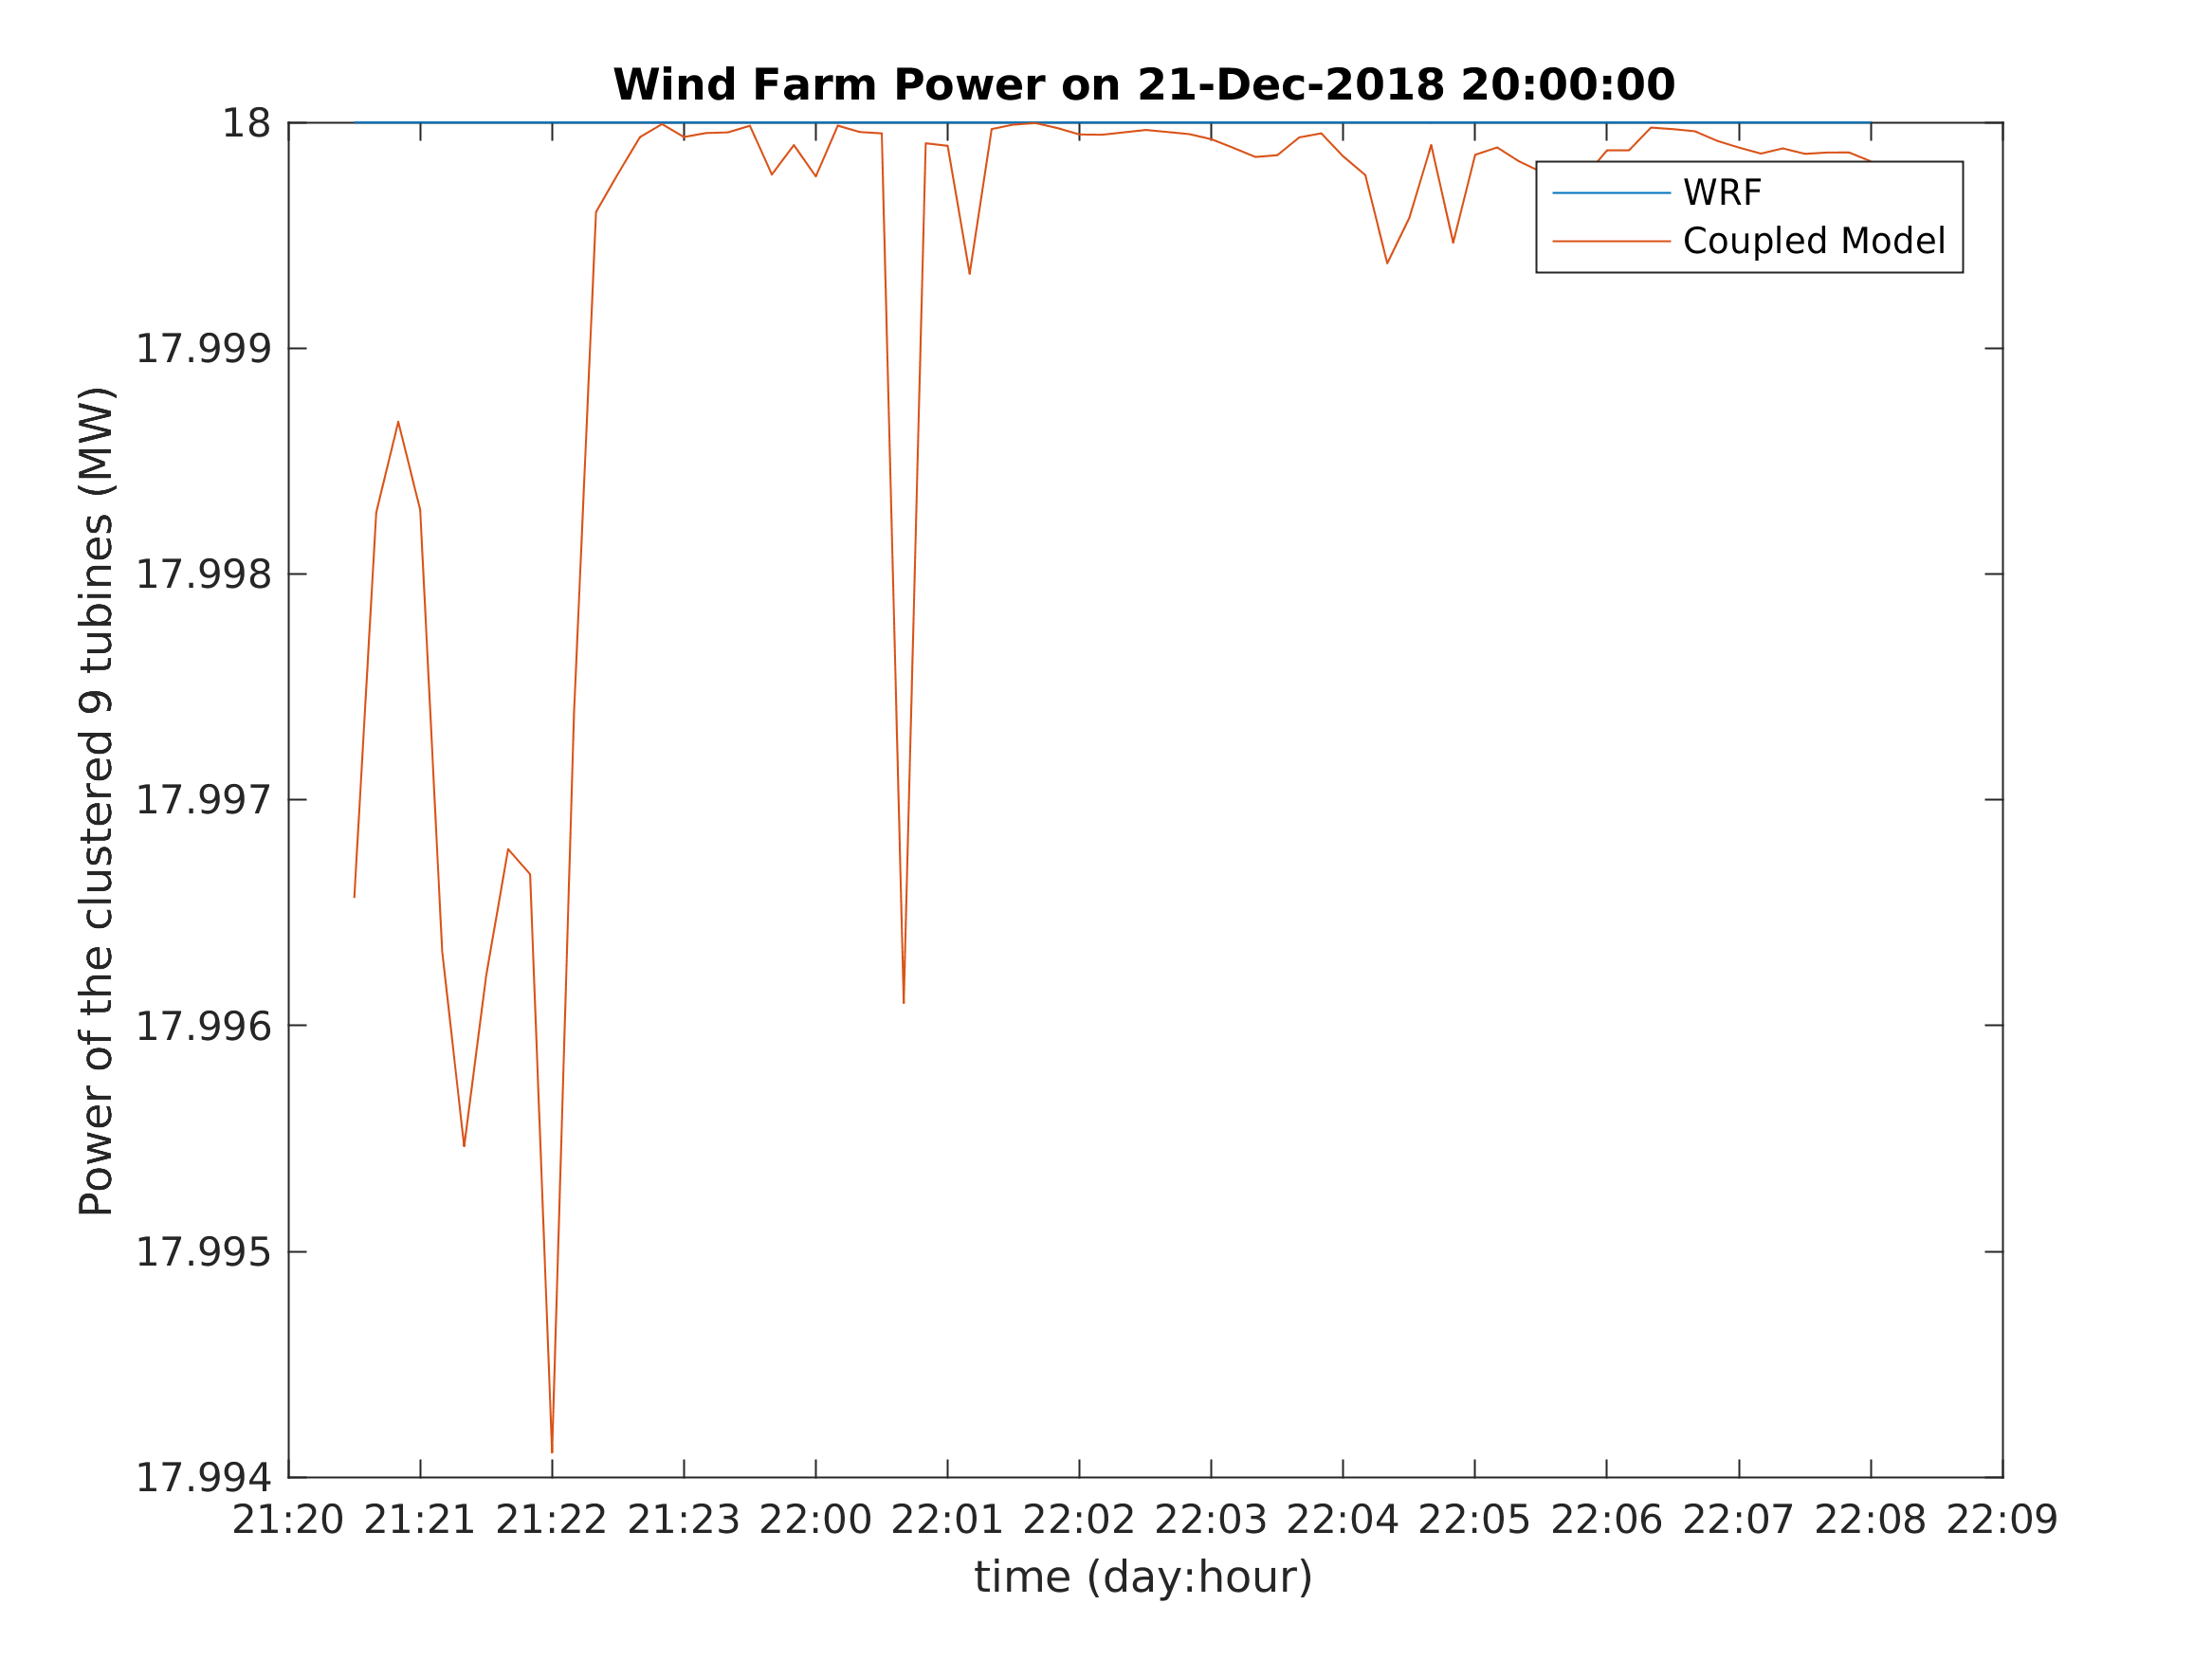 Wind Farm Power on 21-Dec-2018 20:00:00
18
17.999
17.998
17.997
17.996
17.995
17.994
Power of the clusterred 9 tubines (MW)
WRF
Coupled Model
21:20 21:21 21:22 21:23 22:00 22:01 22:02 22:03 22:04 22:05 22:06 22:07 22:08 22:09
time (day:hour)